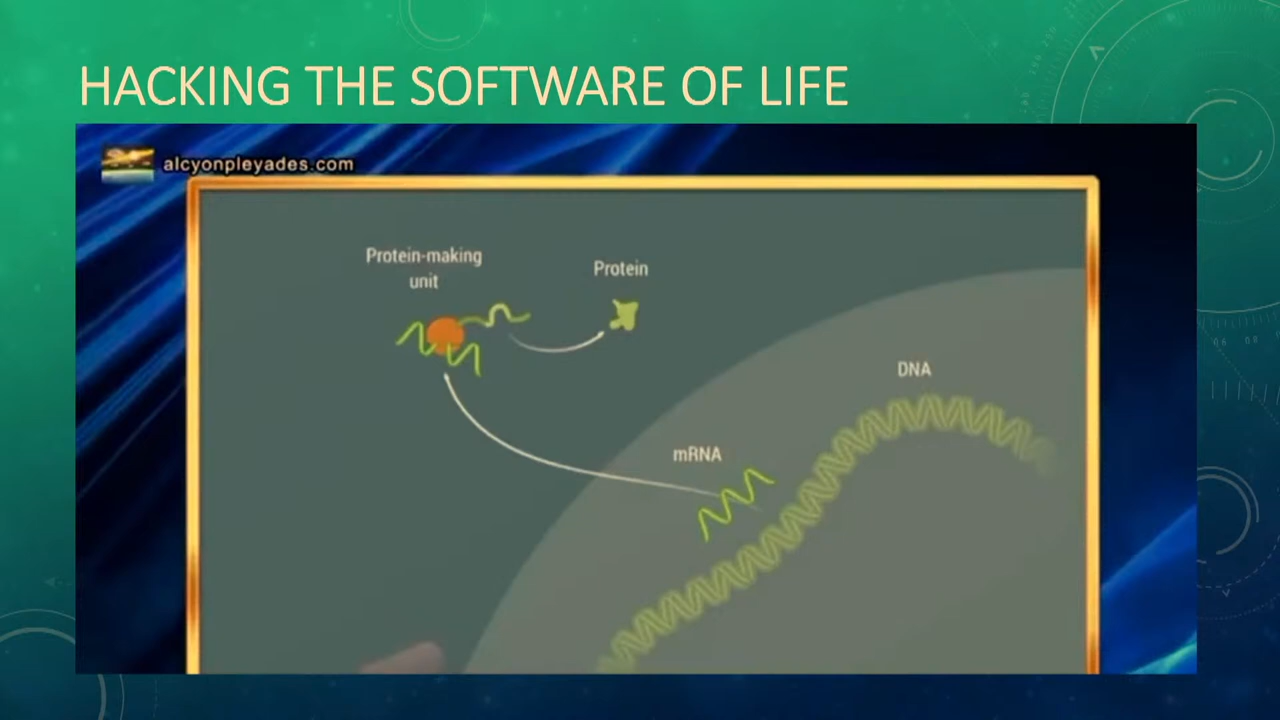 HACKING THE SOFTWARE OF LIFE
alcyonpleyades.com
Protein-making
unit
Protein
DNA
mRNA